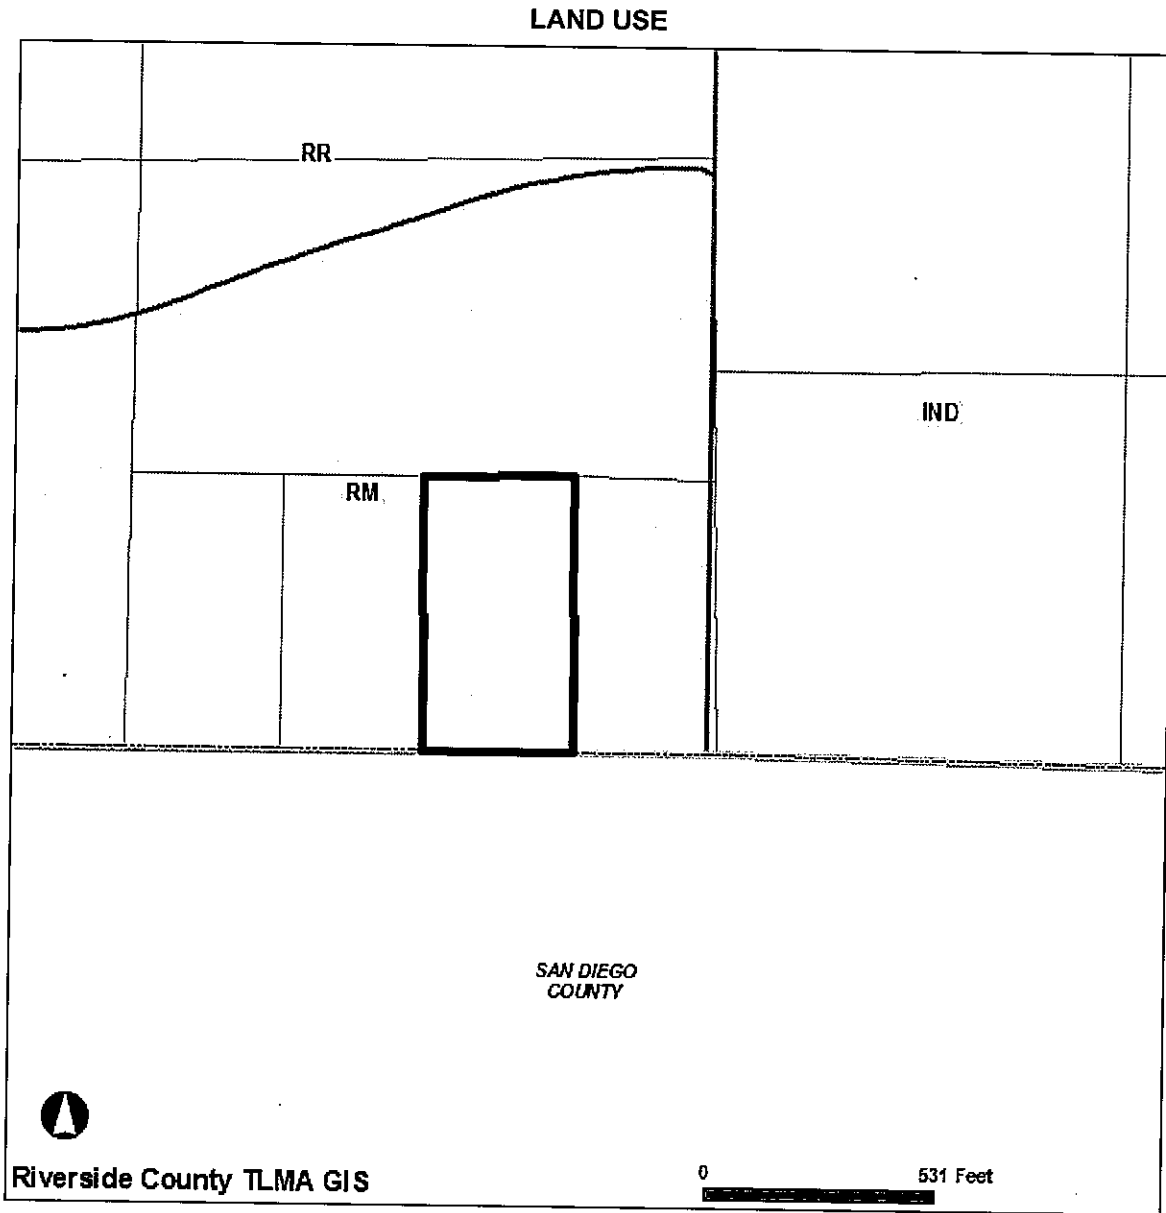 LAND USE
RR
IND
RM
SAN DIEGO
COUNTY
Riverside County TLMA GIS
0
531 Feet